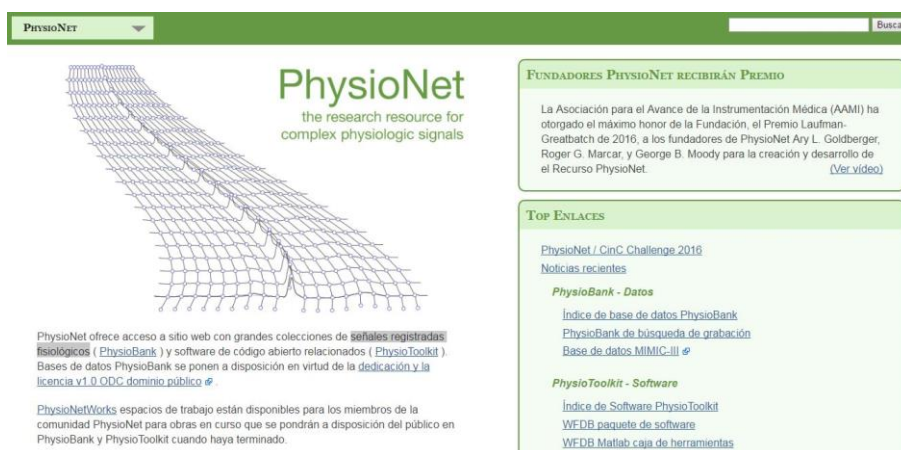 PhysioNet
Busca
PhysioNet
the research resource for
complex physiologic signals
PhysioNet ofrece acceso a sitio web con grandes colecciones de señales registradas
fisiológicos ( PhysioBank ) y software de código abierto relacionados ( PhysioToolkit ).
Bases de datos PhysioBank se ponen a disposición en virtud de la dedicación y la
licencia v1.0 ODC dominio público .
PhysioNetWorks espacios de trabajo están disponibles para los miembros de la
comunidad PhysioNet para obras en curso que se pondrán a disposición del público en
PhysioBank y PhysioToolkit cuando haya terminado.
Fundadores PhysioNet recibirán Premio
La Asociación para el Avance de la Instrumentación Médica (AAMI) ha
otorgado el máximo honor de la Fundación, el Premio Laufman-
Greatbatch de 2016, a los fundadores de PhysioNet Ary L. Goldberger,
Roger G. Marcar, y George B. Moody para la creación y desarrollo de
el Recurso PhysioNet. (Ver vídeo)
Top Enlaces
PhysioNet / CinC Challenge 2016
Noticias recientes
PhysioBank - Datos
Índice de base de datos PhysioBank
PhysioBank de búsqueda de grabación
Base de datos MIMIC-III
PhysioToolkit - Software
Índice de Software PhysioToolkit
WFDB paquete de software
WFDB Matlab caja de herramientas